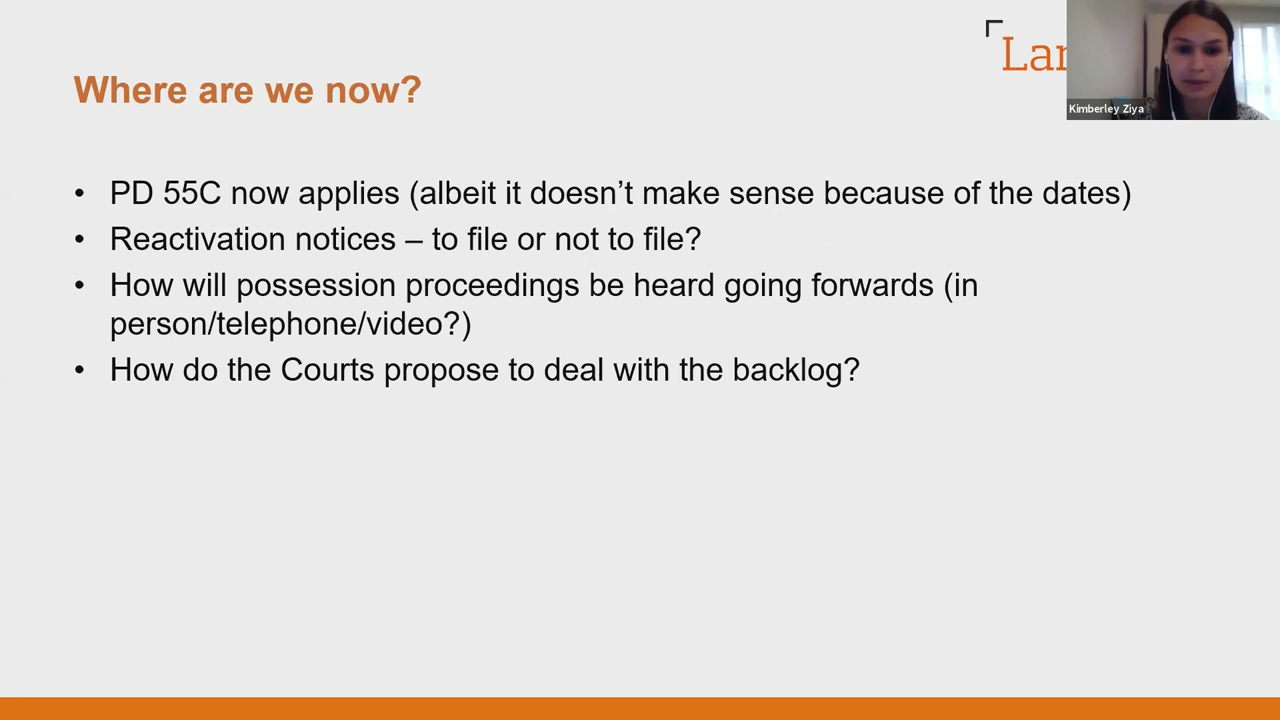 Lar
Where are we now?
Kimberley Ziya
• PD 55C now applies (albeit it doesn’t make sense because of the dates)
• Reactivation notices – to file or not to file?
• How will possession proceedings be heard going forwards (in
person/telephone/video?)
• How do the Courts propose to deal with the backlog?